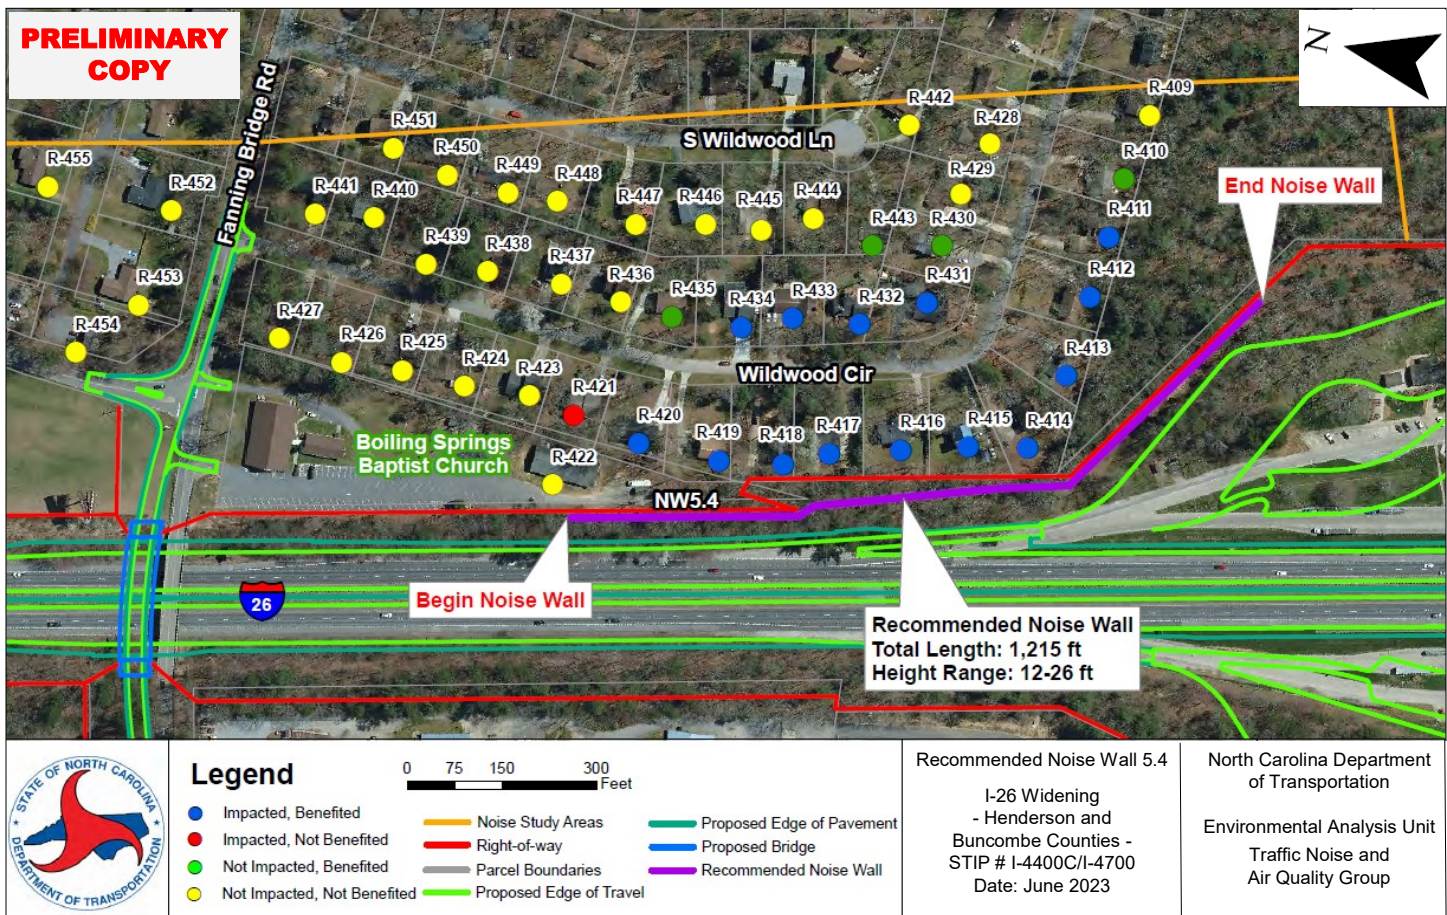 PRELIMINARY
COPY
N
Fanning Bridge Rd
S Wildwood Ln
Wildwood Cir
R-409
R-442
R-428
R-451
R-450
R-455
R-452
R-449
R-448
R-410
R-441
R-440
R-447
R-446
R-445
R-444
R-429
End Noise Wall
R-411
R-443
R-430
R-439
R-438
R-437
R-436
R-453
R-435
R-434
R-433
R-432
R-431
R-412
R-454
R-427
R-426
R-425
R-424
R-423
R-421
R-413
R-420
R-419
R-418
R-417
R-416
R-415
R-414
Boiling Springs
Baptist Church
R-422
NW5.4
26
Begin Noise Wall
Recommended Noise Wall
Total Length: 1,215 ft
Height Range: 12-26 ft
STATE OF NORTH CAROLINA
DEPARTMENT OF TRANSPORTATION
Legend
Impacted, Benefited
Impacted, Not Benefited
Not Impacted, Benefited
Not Impacted, Not Benefited
0 75 150 300
Feet
Noise Study Areas
Right-of-way
Parcel Boundaries
Proposed Edge of Travel
Proposed Edge of Pavement
Proposed Bridge
Recommended Noise Wall
Recommended Noise Wall 5.4
I-26 Widening
- Henderson and
Buncombe Counties -
STIP # I-4400C/I-4700
Date: June 2023
North Carolina Department
of Transportation
Environmental Analysis Unit
Traffic Noise and
Air Quality Group